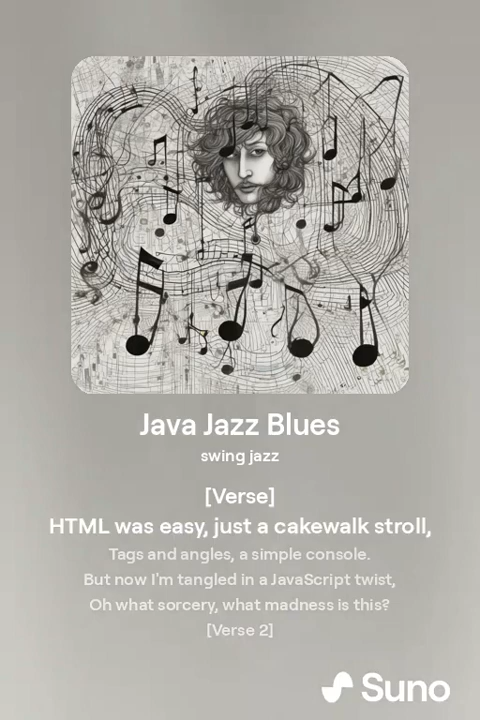 Java Jazz Blues
swing jazz
[Verse]
HTML was easy, just a cakewalk stroll,
Tags and angles, a simple console.
But now I'm tangled in a JavaScript twist,
Oh what sorcery, what madness is this?
[Verse 2]
Suno